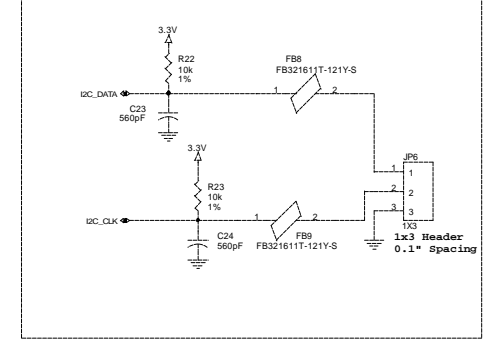 3.3V
R22
10k
1%
I2C_DATA
C23
560pF
FB8
FB321611T-121Y-S
1 2
3.3V
R23
10k
1%
I2C_CLK
C24
560pF
1 2
FB9
FB321611T-121Y-S
JP6
1 1
2 2
3 3
1X3
1x3 Header
0.1" Spacing